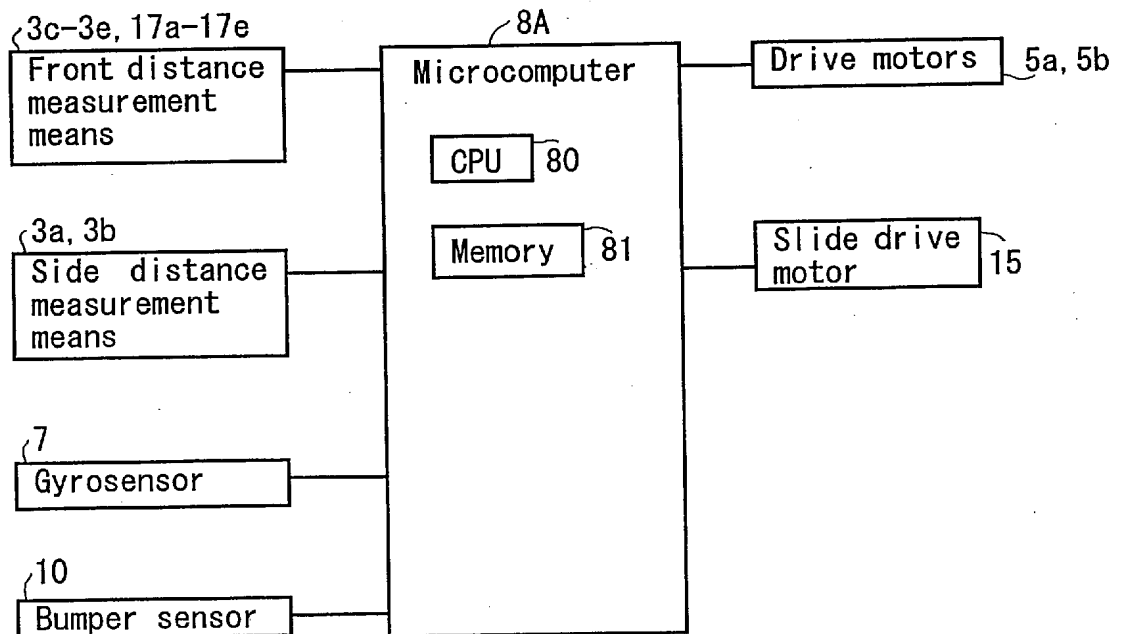 3c-3e, 17a-17e
Front distance
measurement
means
3a, 3b
Side distance
measurement
means
7
Gyrosensor
10
Bumper sensor
8A
Microcomputer
CPU
80
Memory
81
Drive motors
5a, 5b
Slide drive
motor
15